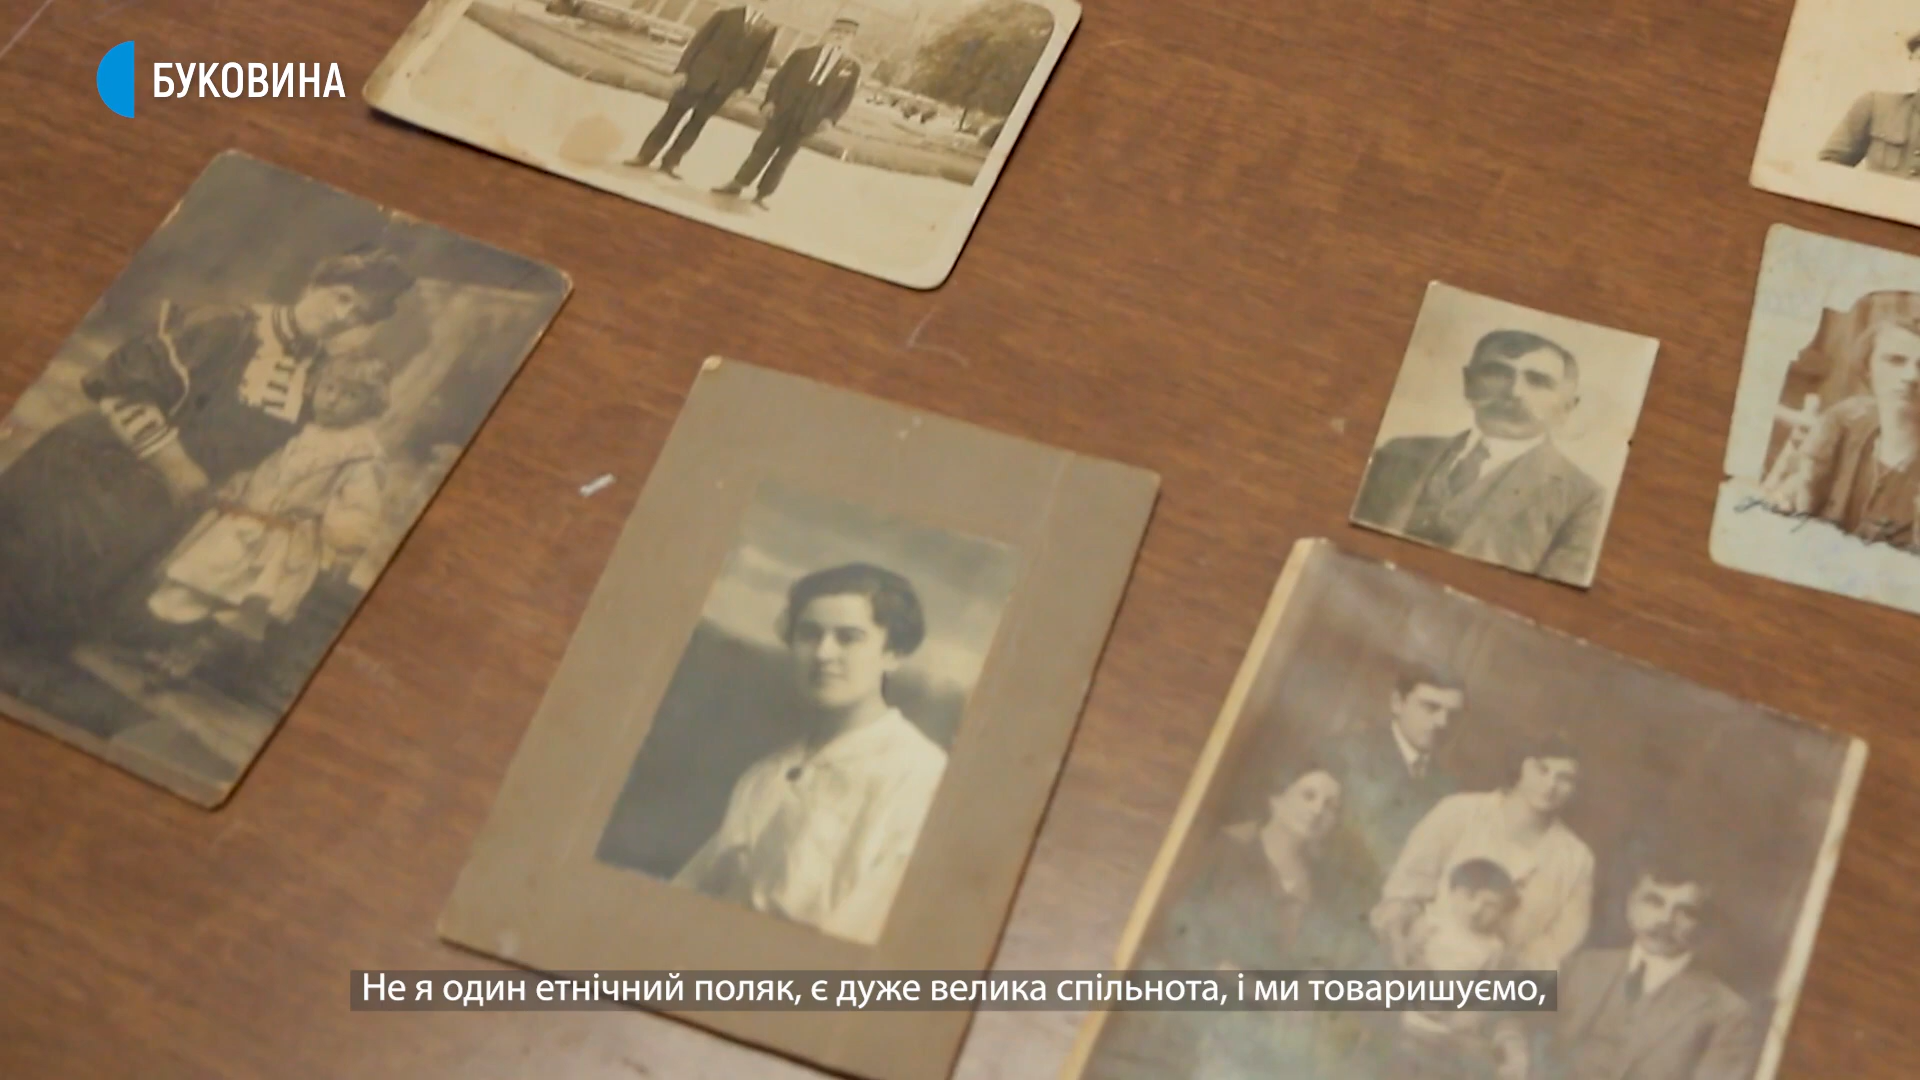 БУКОВИНА
Не я один етнічний поляк, є дуже велика спільнота, і ми товаришуємо,